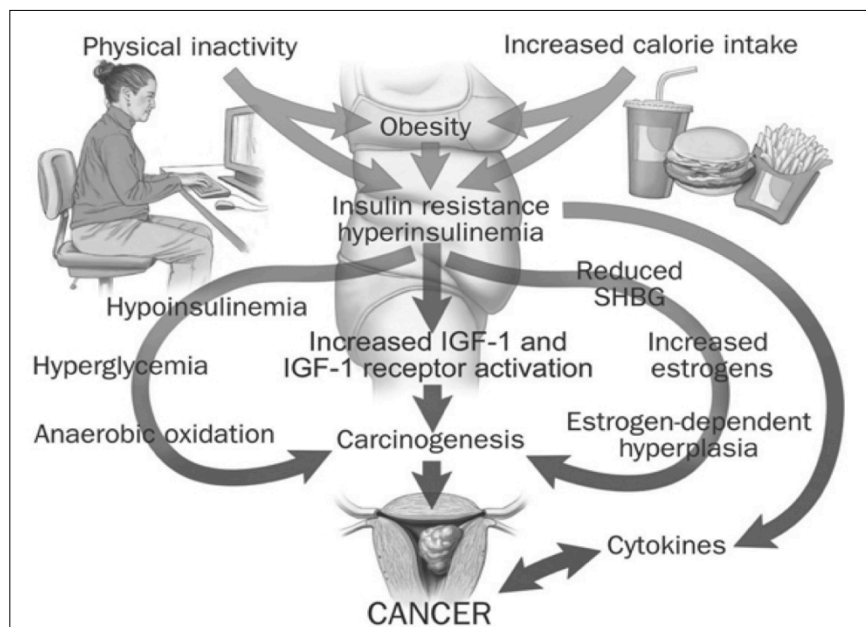 Physical inactivity
Increased calorie intake
Obesity
Insulin resistance
hyperinsulinemia
Hypoinsulinemia
Reduced
SHBG
Hyperglycemia
Increased IGF-1 and
IGF-1 receptor activation
Increased
estrogens
Anaerobic oxidation
Carcinogenesis
Estrogen-dependent
hyperplasia
Cytokines
CANCER